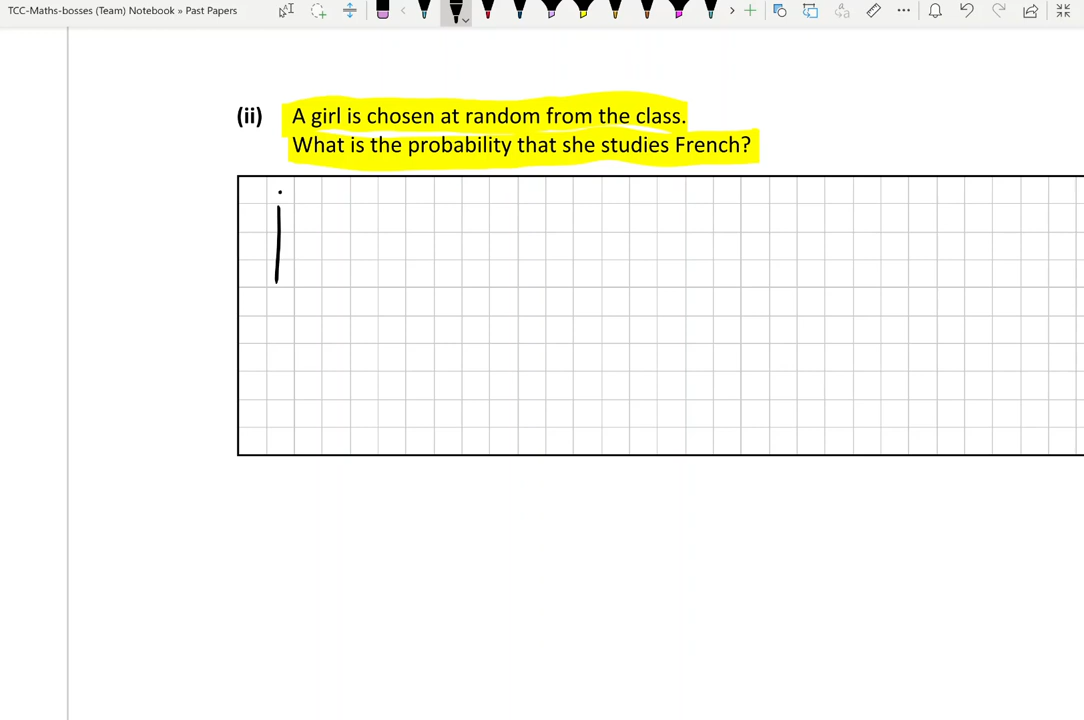 TCC-Maths-bosses (Team) Notebook » Past Papers
(ii) A girl is chosen at random from the class.
What is the probability that she studies French?